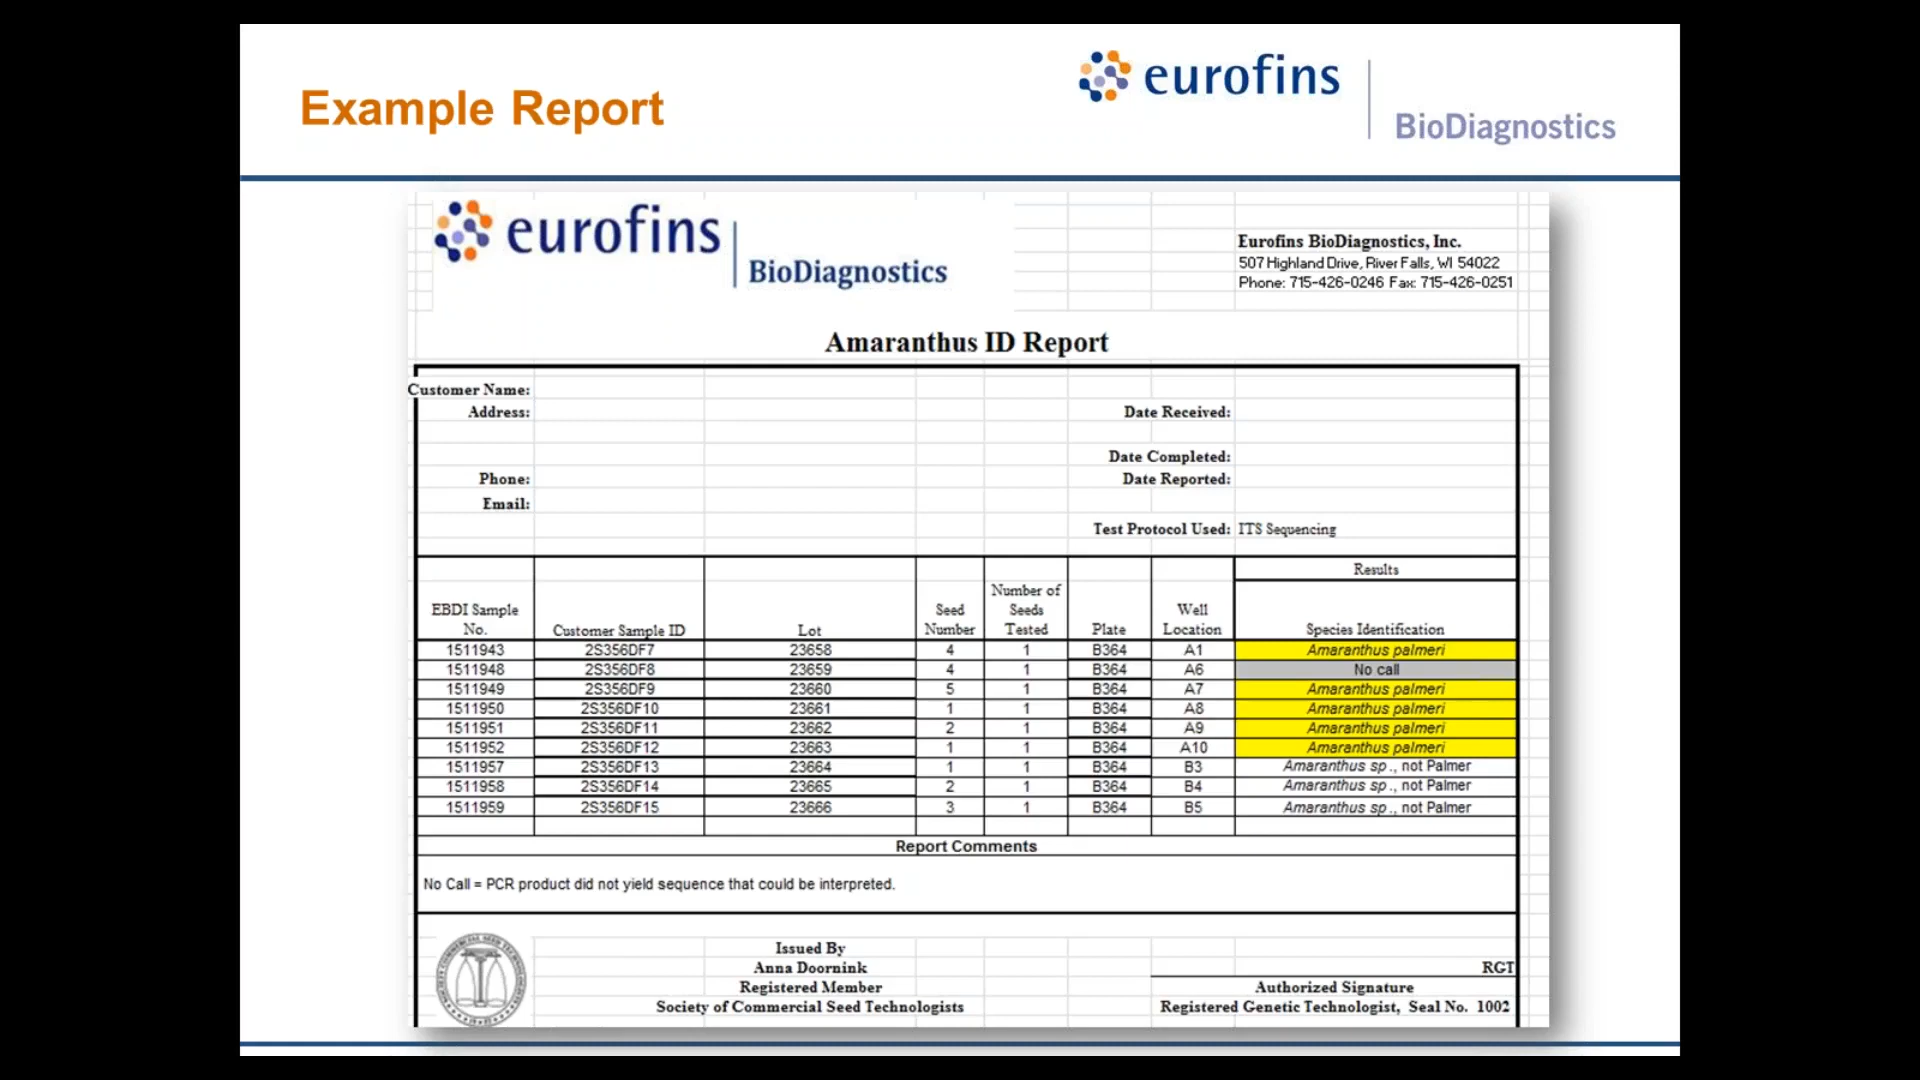 Example Report
eurofins
BioDiagnostics
eurofins
BioDiagnostics
Eurofins BioDiagnostics, Inc.
507 Highland Drive, River Falls, WI 54022
Phone: 715-426-0246 Fax: 715-426-0251
Amaranthus ID Report
Customer Name:
Address:
Date Received:
Date Completed:
Phone:
Date Reported:
Email:
Test Protocol Used: ITS Sequencing
Results
EBDI Sample No. Customer Sample ID Lot Seed Number Number of Seeds Tested Plate Well Location Species Identification
1511943 2S356DF7 23658 4 1 B364 A1 Amaranthus palmeri
1511948 2S356DF8 23659 4 1 B364 A6 No call
1511949 2S356DF9 23660 5 1 B364 A7 Amaranthus palmeri
1511950 2S356DF10 23661 1 1 B364 A8 Amaranthus palmeri
1511951 2S356DF11 23662 2 1 B364 A9 Amaranthus palmeri
1511952 2S356DF12 23663 1 1 B364 A10 Amaranthus palmeri
1511957 2S356DF13 23664 1 1 B364 B3 Amaranthus sp., not Palmer
1511958 2S356DF14 23665 2 1 B364 B4 Amaranthus sp., not Palmer
1511959 2S356DF15 23666 3 1 B364 B5 Amaranthus sp., not Palmer
Report Comments
No Call = PCR product did not yield sequence that could be interpreted.
Issued By
Anna Doornink
Registered Member
Society of Commercial Seed Technologists
RGT
Authorized Signature
Registered Genetic Technologist, Seal No. 1002